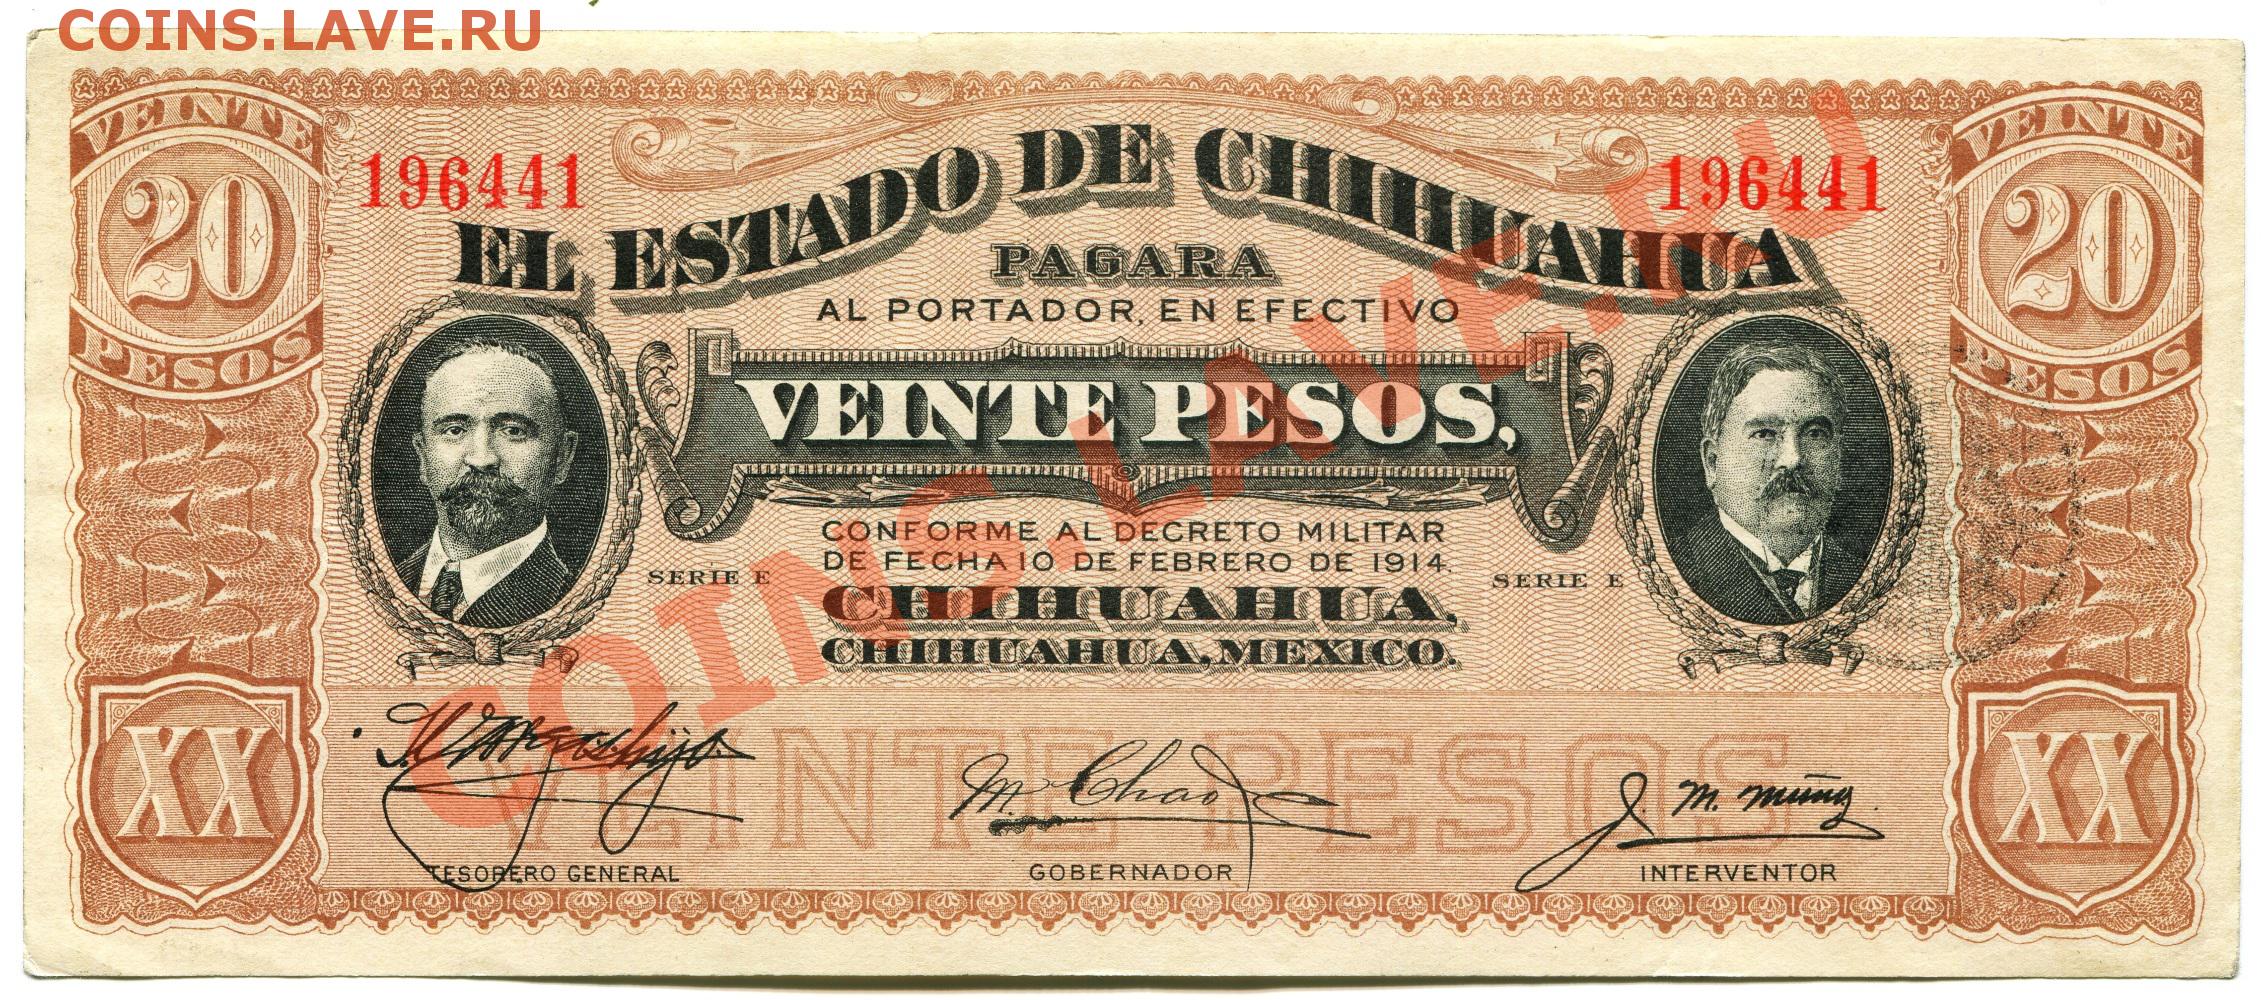 COINS.LAVE.RU
VEINTE
20
PESOS
196441
EL ESTADO DE CHIHUAHUA
196441
VEINTE
20
PESOS
PAGARA
AL PORTADOR, EN EFECTIVO
VEINTE PESOS,
CONFORME AL DECRETO MILITAR
DE FECHA 10 DE FEBRERO DE 1914.
SERIE E
SERIE E
CHIHUAHUA,
CHIHUAHUA, MEXICO.
COINS.LAVE.RU
XX
VEINTE PESOS
XX
M. Chao
J. M. Muñoz
TESORERO GENERAL
GOBERNADOR
INTERVENTOR